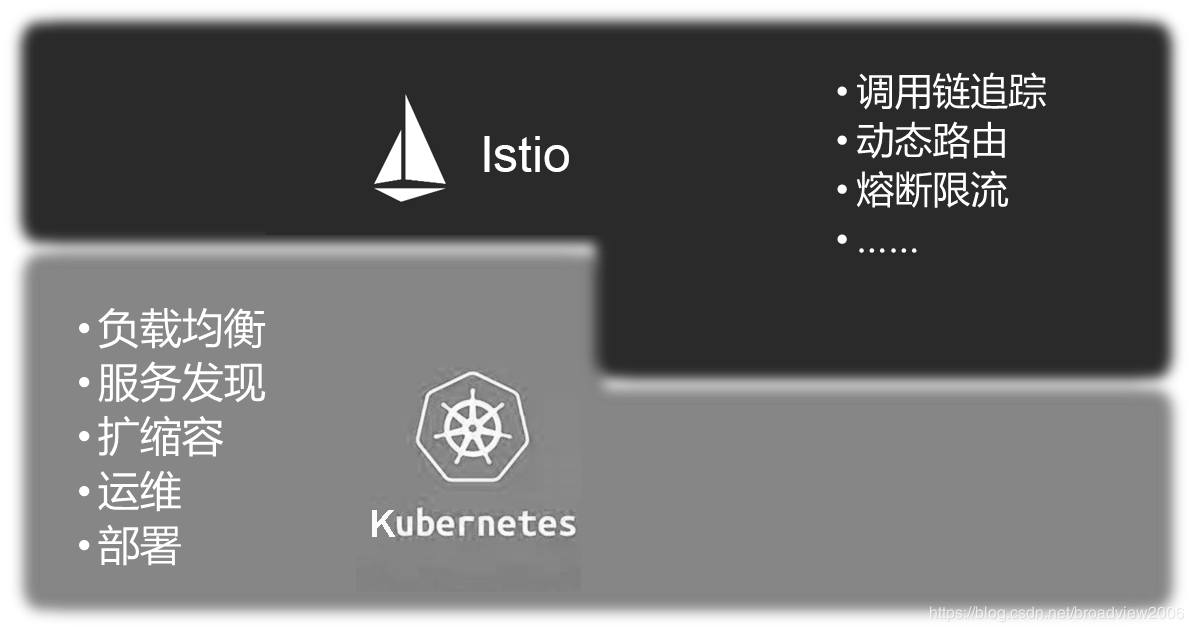 Istio
• 调用链追踪
• 动态路由
• 熔断限流
• ……
• 负载均衡
• 服务发现
• 扩缩容
• 运维
• 部署
Kubernetes
https://blog.csdn.net/broadview2006